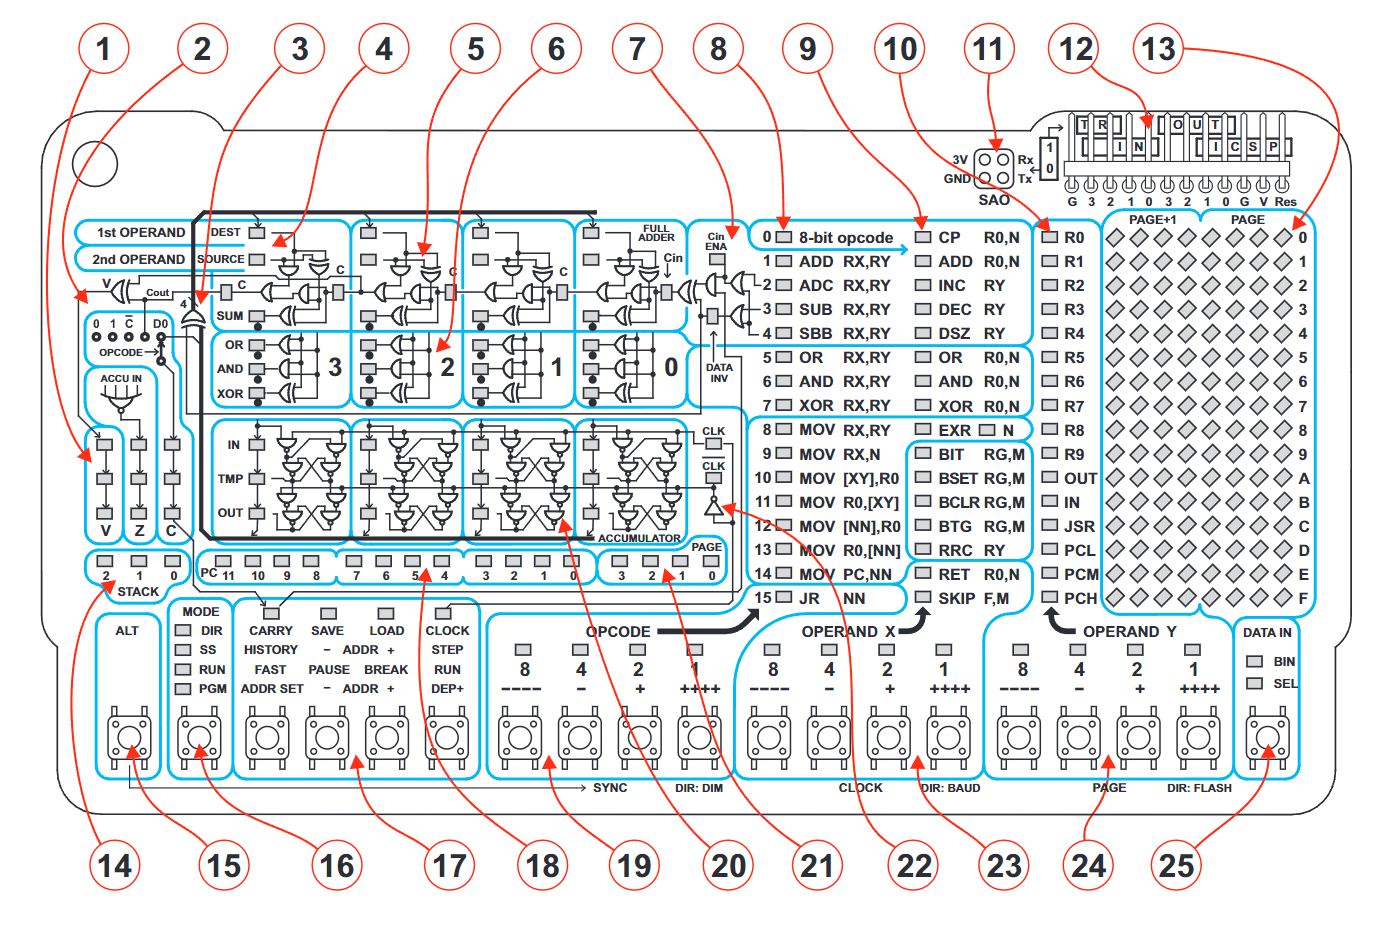 1 2 3 4 5 6 7 8 9 10 11 12 13
T R O U T
I N I C S P
3V Rx 1
GND Tx 0
SAO
G 3 2 1 0 3 2 1 0 G V Res
PAGE+1 PAGE
1st OPERAND DEST
2nd OPERAND SOURCE
FULL ADDER
Cin
Cin ENA
V Cout C C C C
4
SUM
0 1 C D0
OPCODE
OR
AND
XOR
3 2 1 0
DATA INV
ACCU IN
IN
TMP
OUT
V Z C
CLK
CLK
ACCUMULATOR
0 8-bit opcode CP R0,N R0 0
1 ADD RX,RY ADD R0,N R1 1
2 ADC RX,RY INC RY R2 2
3 SUB RX,RY DEC RY R3 3
4 SBB RX,RY DSZ RY R4 4
5 OR RX,RY OR R0,N R5 5
6 AND RX,RY AND R0,N R6 6
7 XOR RX,RY XOR R0,N R7 7
8 MOV RX,RY EXR N R8 8
9 MOV RX,N BIT RG,M R9 9
10 MOV [XY],R0 BSET RG,M OUT A
11 MOV R0,[XY] BCLR RG,M IN B
12 MOV [NN],R0 BTG RG,M JSR C
13 MOV R0,[NN] RRC RY PCL D
14 MOV PC,NN RET R0,N PCM E
15 JR NN SKIP F,M PCH F
2 1 0
STACK
PC 11 10 9 8 7 6 5 4 3 2 1 0
PAGE
3 2 1 0
ALT
MODE
DIR
SS
RUN
PGM
CARRY SAVE LOAD CLOCK
HISTORY − ADDR + STEP
FAST PAUSE BREAK RUN
ADDR SET − ADDR + DEP+
OPCODE OPERAND X OPERAND Y
8 4 2 1 8 4 2 1 8 4 2 1
−−−− − + ++++ −−−− − + ++++ −−−− − + ++++
DATA IN
BIN
SEL
SYNC DIR: DIM CLOCK DIR: BAUD PAGE DIR: FLASH
14 15 16 17 18 19 20 21 22 23 24 25